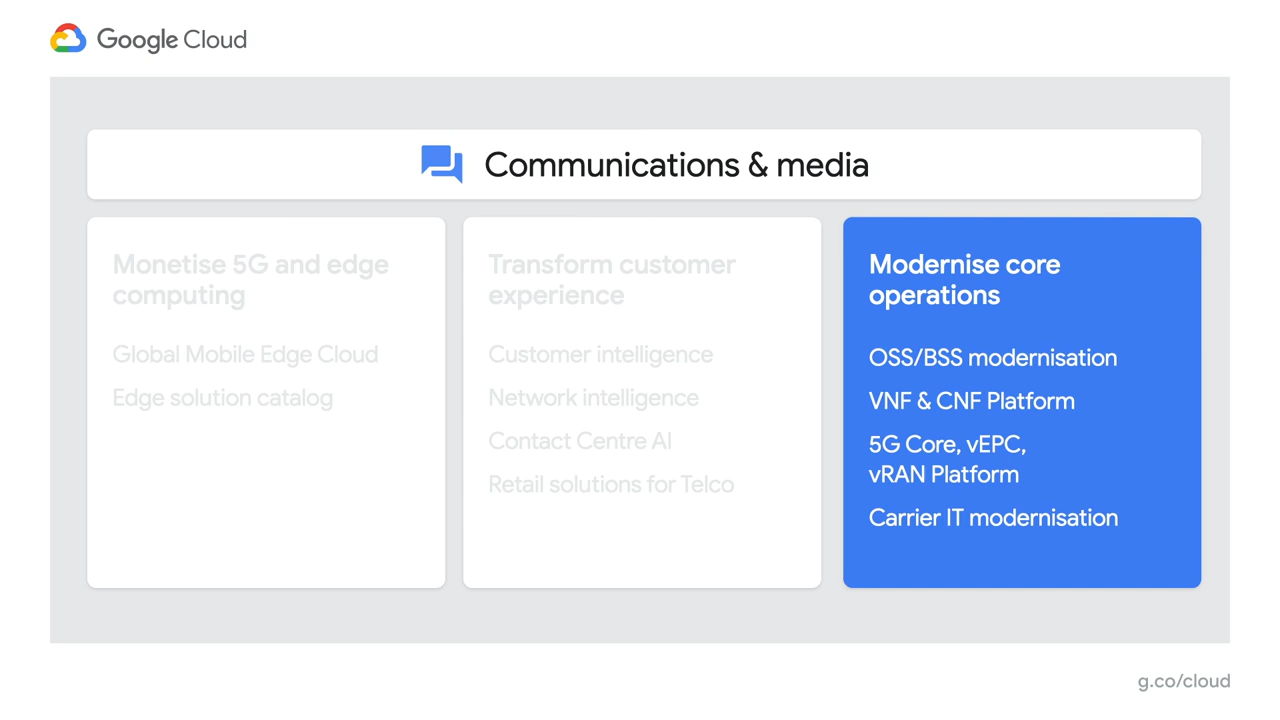 Google Cloud
Communications & media
Monetise 5G and edge
computing
Global Mobile Edge Cloud
Edge solution catalog
Transform customer
experience
Customer intelligence
Network intelligence
Contact Centre AI
Retail solutions for Telco
Modernise core
operations
OSS/BSS modernisation
VNF & CNF Platform
5G Core, vEPC,
vRAN Platform
Carrier IT modernisation
g.co/cloud